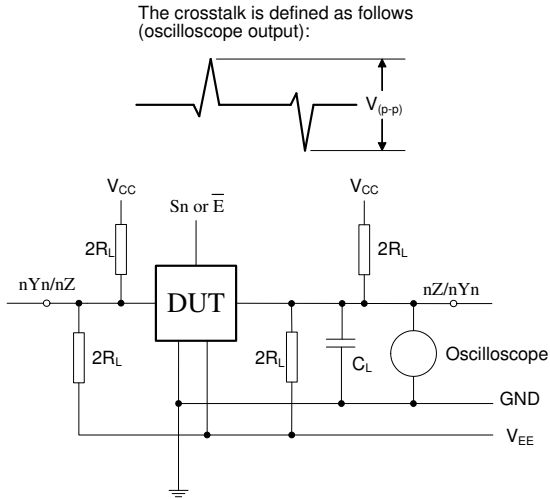 The crosstalk is defined as follows
(oscilloscope output):
V(p-p)
VCC
VCC
Sn or E̅
2RL
2RL
nYn/nZ
nZ/nYn
DUT
2RL
2RL
CL
Oscilloscope
GND
VEE